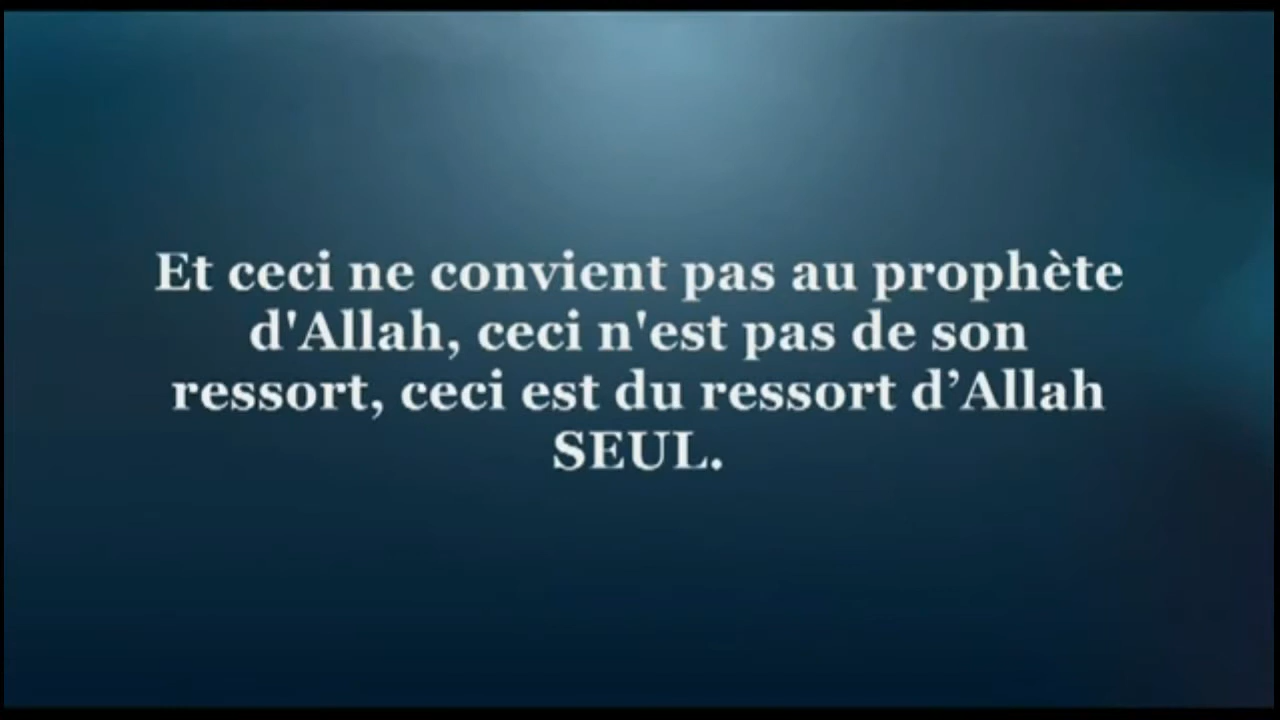 Et ceci ne convient pas au prophète
d'Allah, ceci n'est pas de son
ressort, ceci est du ressort d’Allah
SEUL.